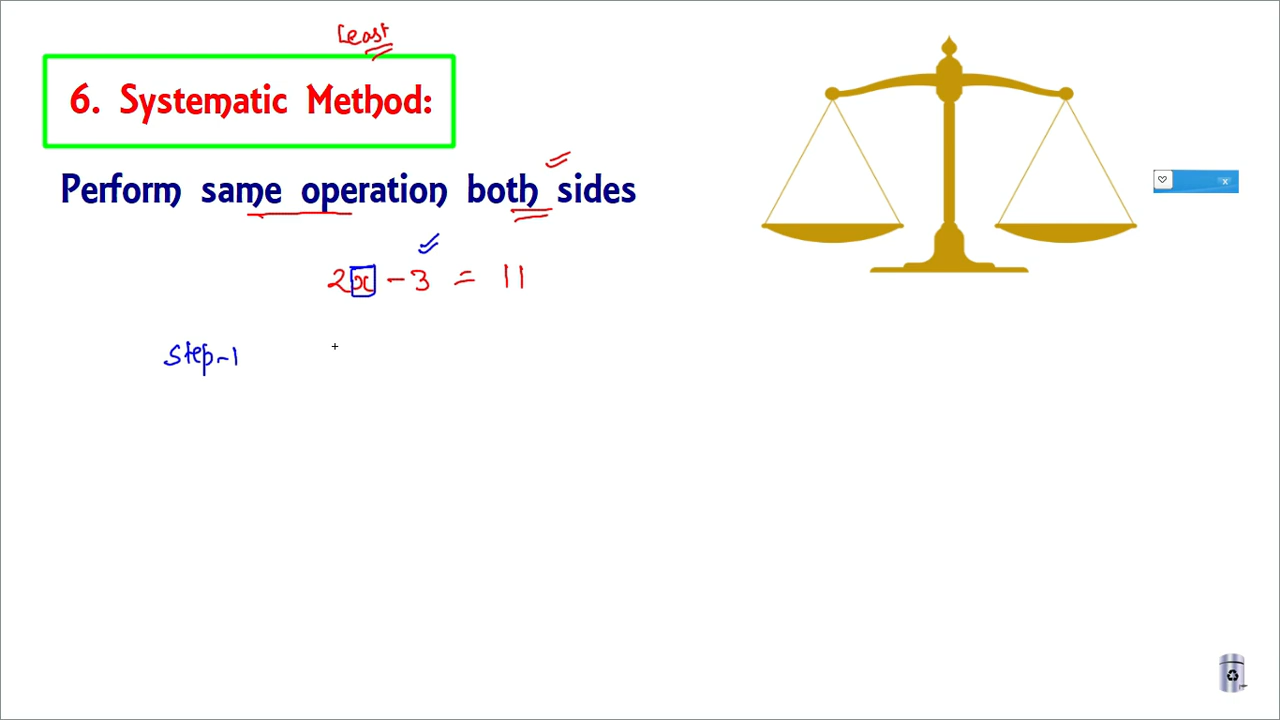 Least
6. Systematic Method:
Perform same operation both sides
2x - 3 = 11
Step-1